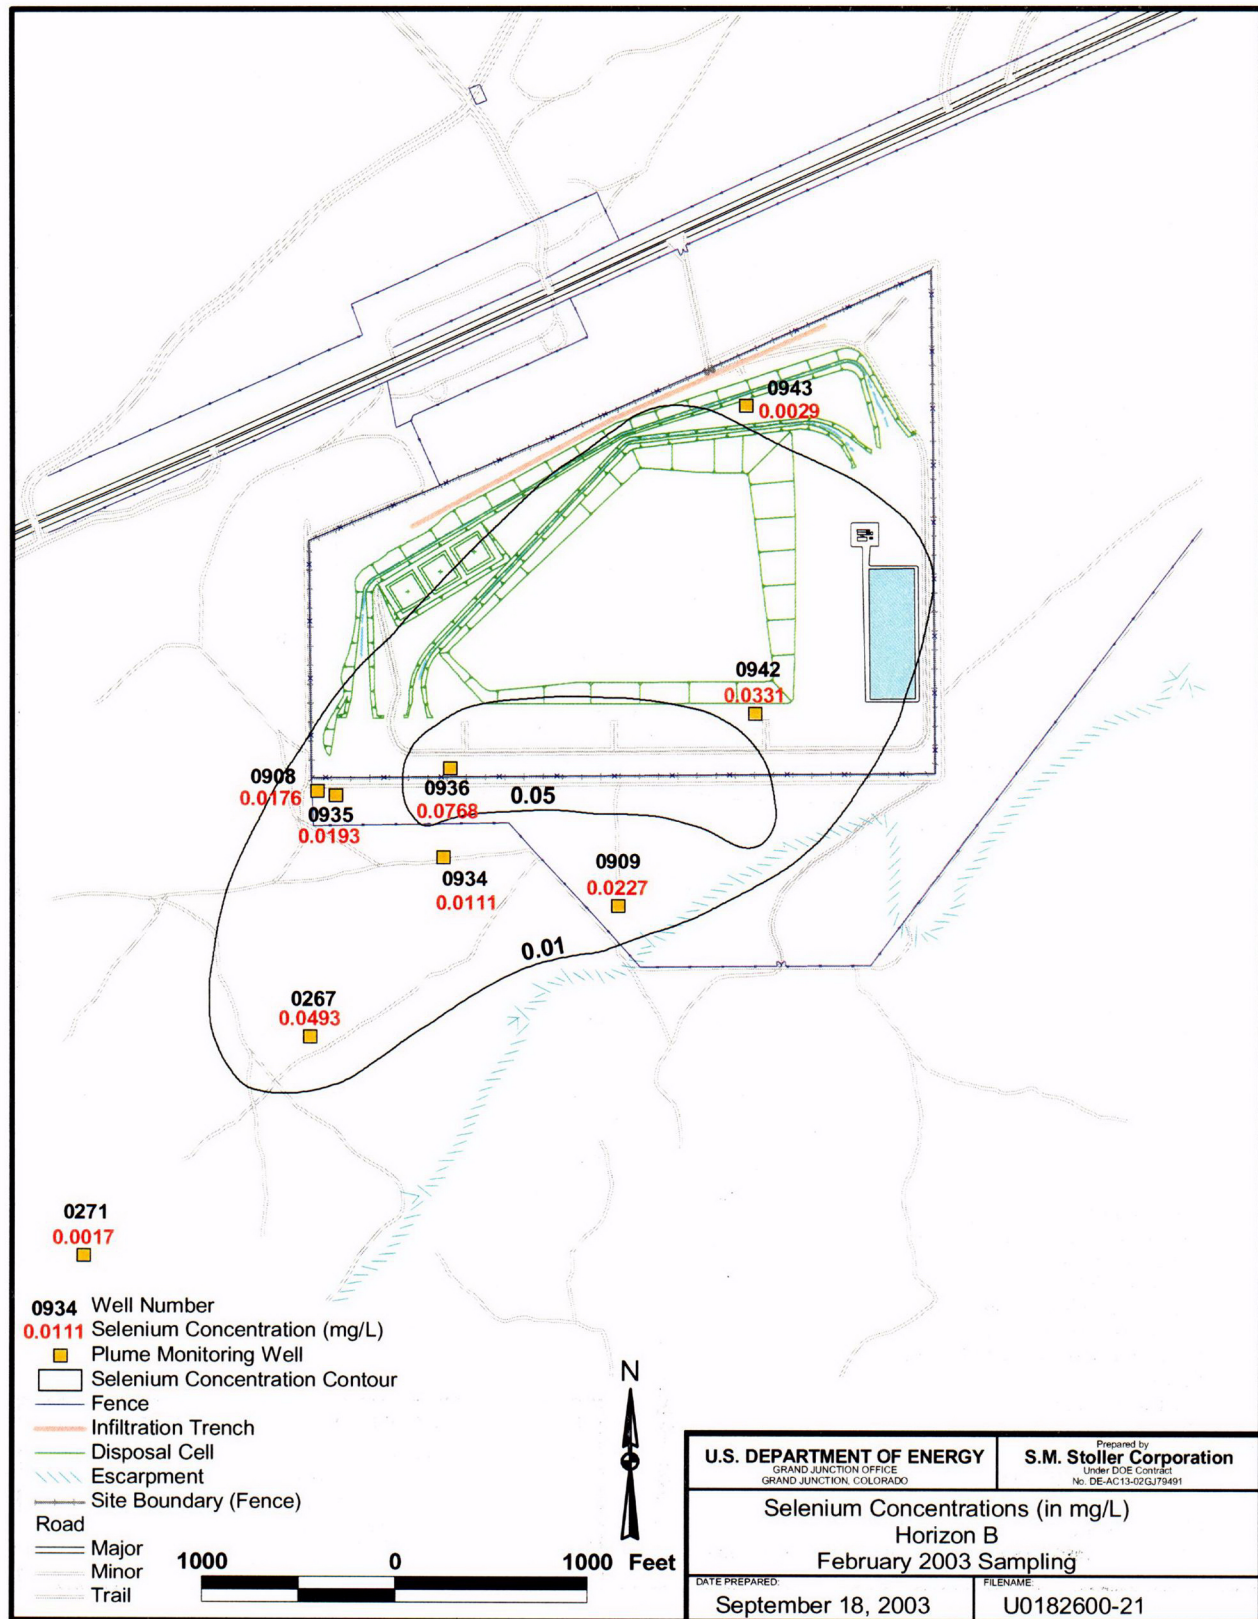 0943
0.0029
0942
0.0331
0908
0.0176
0936
0.0768
0.05
0935
0.0193
0934
0.0111
0909
0.0227
0.01
0267
0.0493
0271
0.0017
0934 Well Number
0.0111 Selenium Concentration (mg/L)
Plume Monitoring Well
Selenium Concentration Contour
Fence
Infiltration Trench
Disposal Cell
Escarpment
Site Boundary (Fence)
Road
Major
Minor
Trail
1000 0 1000 Feet
N
U.S. DEPARTMENT OF ENERGY
GRAND JUNCTION OFFICE
GRAND JUNCTION, COLORADO
Prepared by
S.M. Stoller Corporation
Under DOE Contract
No. DE-AC13-02GJ79491
Selenium Concentrations (in mg/L)
Horizon B
February 2003 Sampling
DATE PREPARED:
September 18, 2003
FILENAME:
U0182600-21